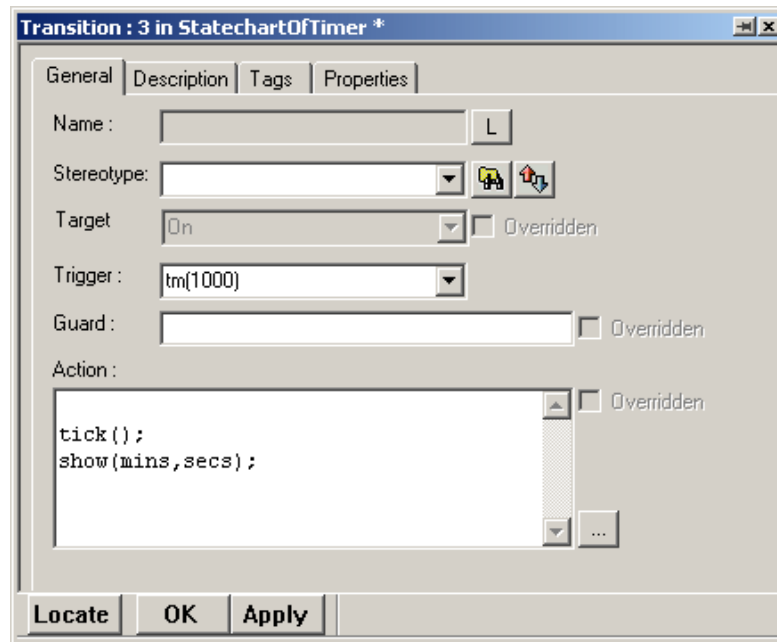 Transition : 3 in StatechartOfTimer *
General Description Tags Properties
Name : L
Stereotype:
Target On Overridden
Trigger : tm(1000)
Guard : Overridden
Action :
Overridden
tick();
show(mins,secs);
...
Locate OK Apply